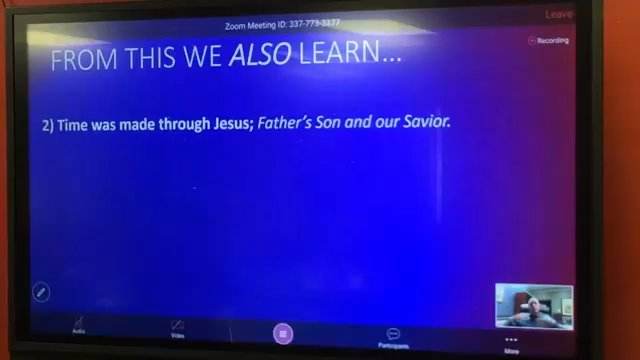 Zoom Meeting ID: 337-773-3377
Leave
Recording
FROM THIS WE ALSO LEARN...
2) Time was made through Jesus; Father's Son and our Savior.
Audio
Video
Participants
More